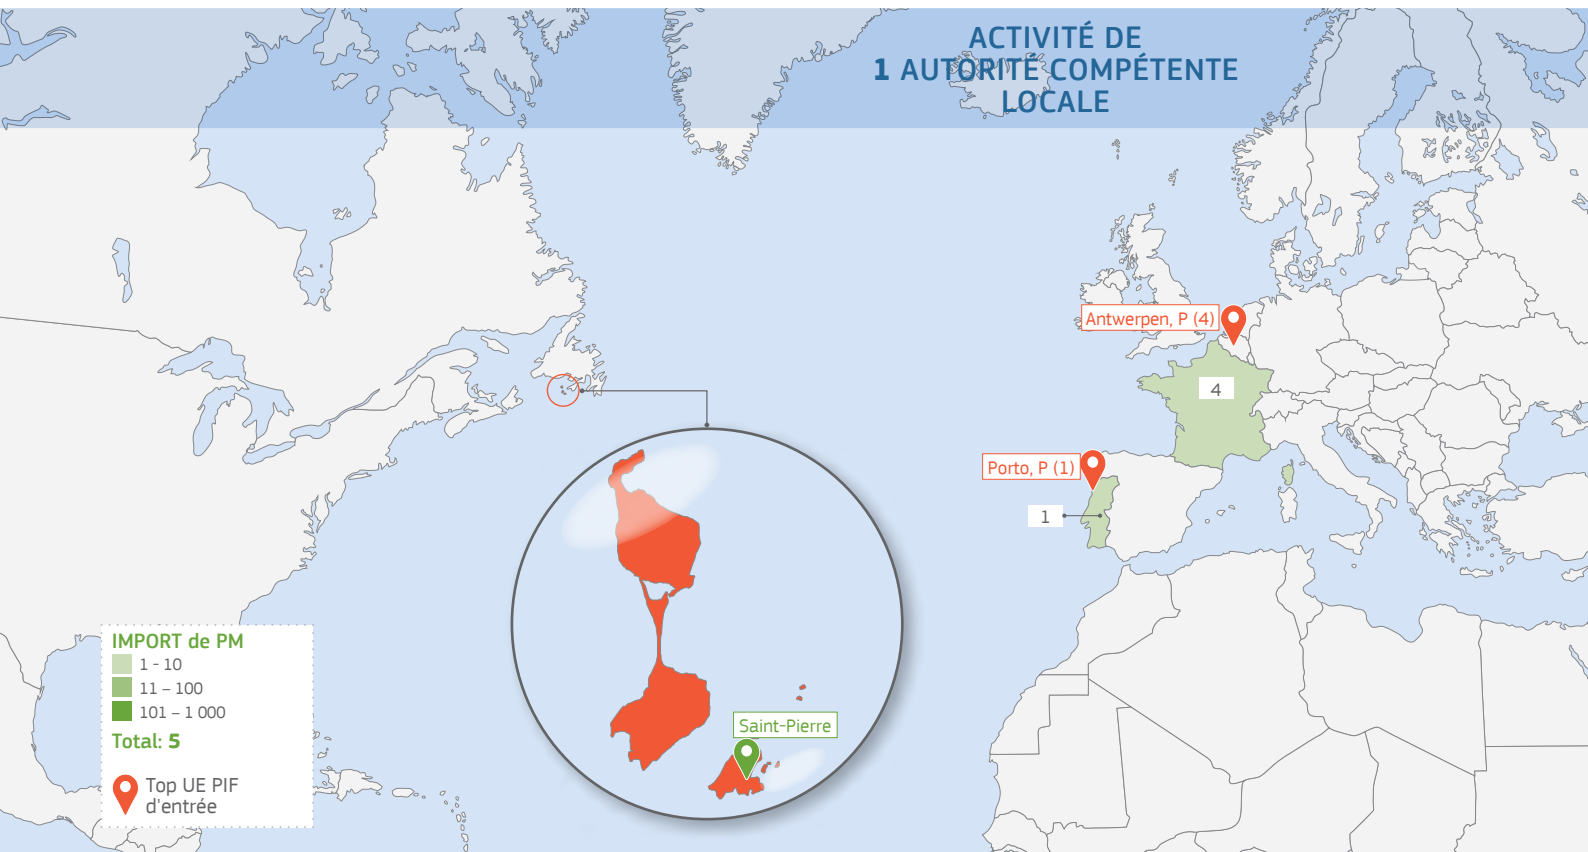 ACTIVITÉ DE
1 AUTORITÉ COMPÉTENTE
LOCALE
Antwerpen, P (4)
4
Porto, P (1)
1
Saint-Pierre
IMPORT de PM
1 - 10
11 – 100
101 – 1 000
Total: 5
Top UE PIF
d'entrée